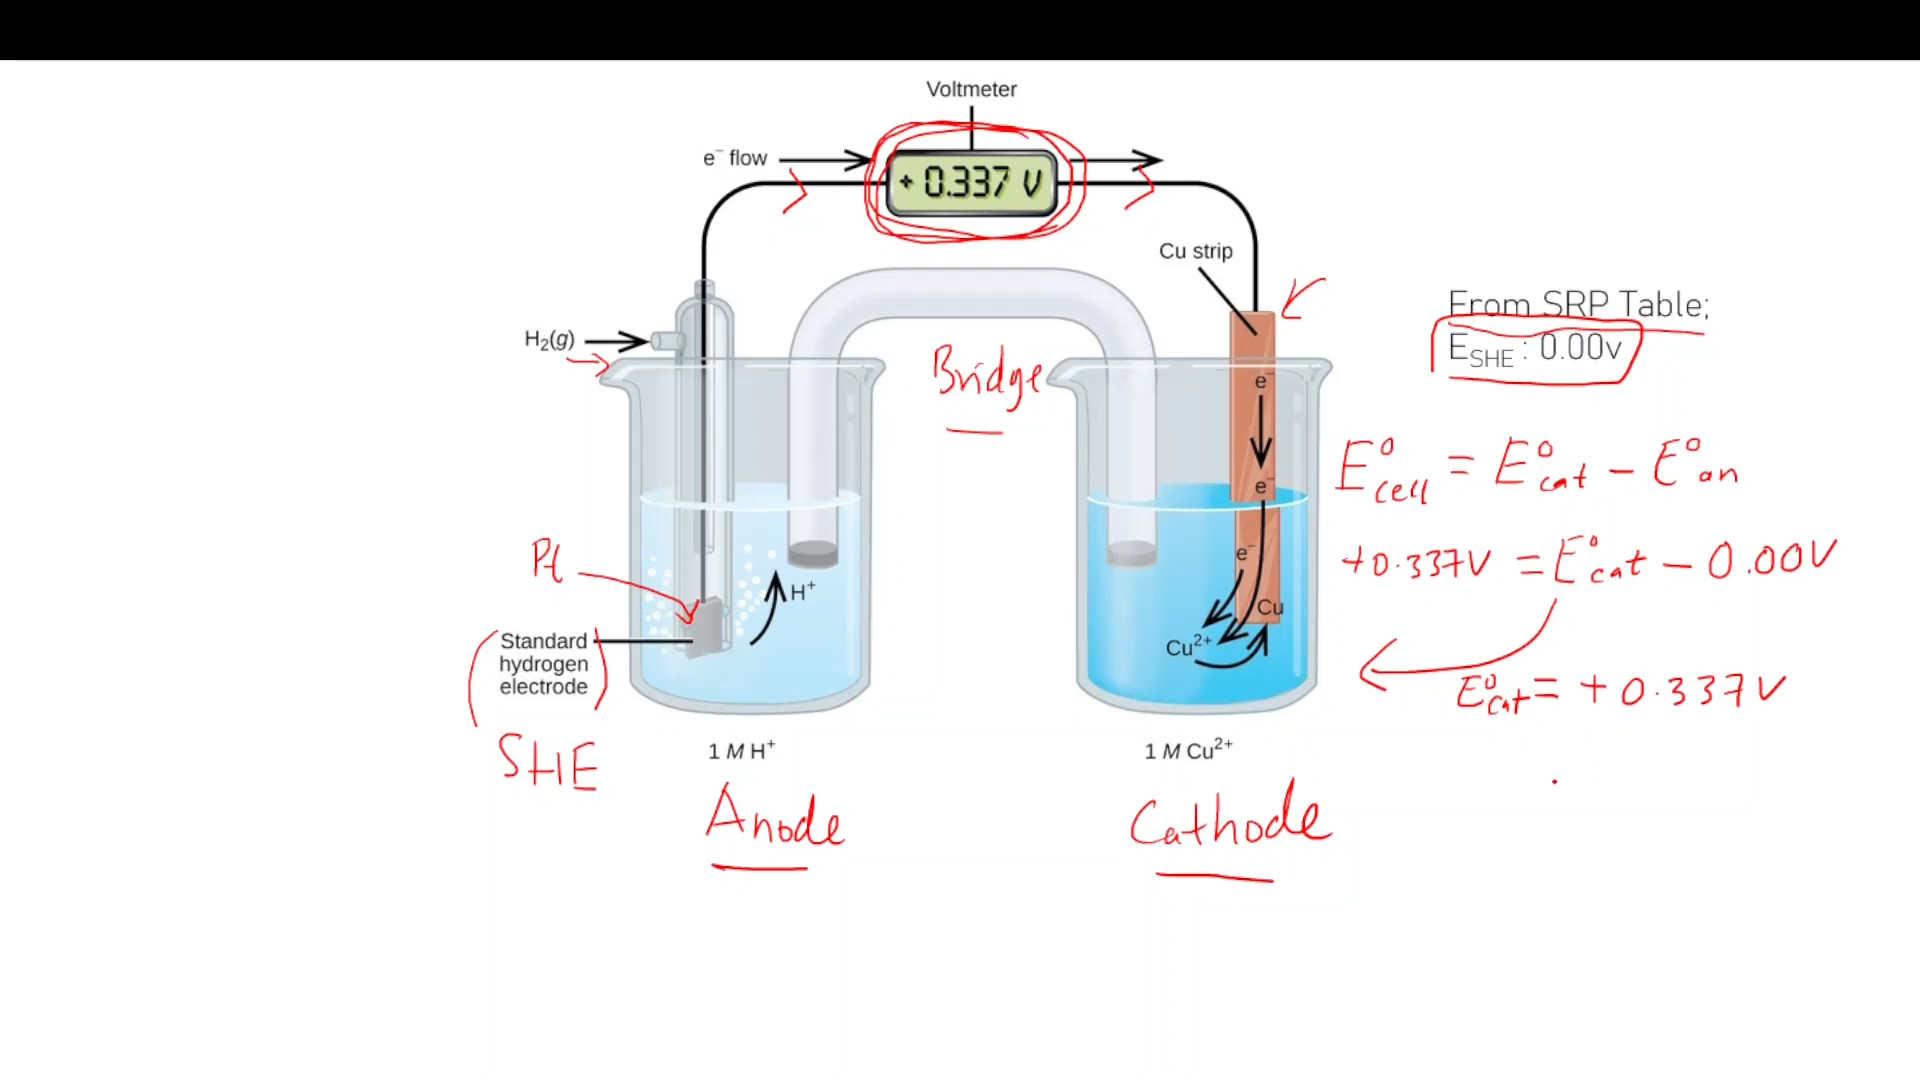 Voltmeter
e⁻ flow
+ 0.337 V
Cu strip
H₂(g)
From SRP Table;
E_SHE : 0.00v
Bridge
e⁻
E°cell = E°cat - E°an
e⁻
e⁻
+0.337V = E°cat - 0.00V
Pt
H⁺
Cu
Standard
hydrogen
electrode
Cu²⁺
E°cat = +0.337V
SHE
1 M H⁺
1 M Cu²⁺
Anode
Cathode